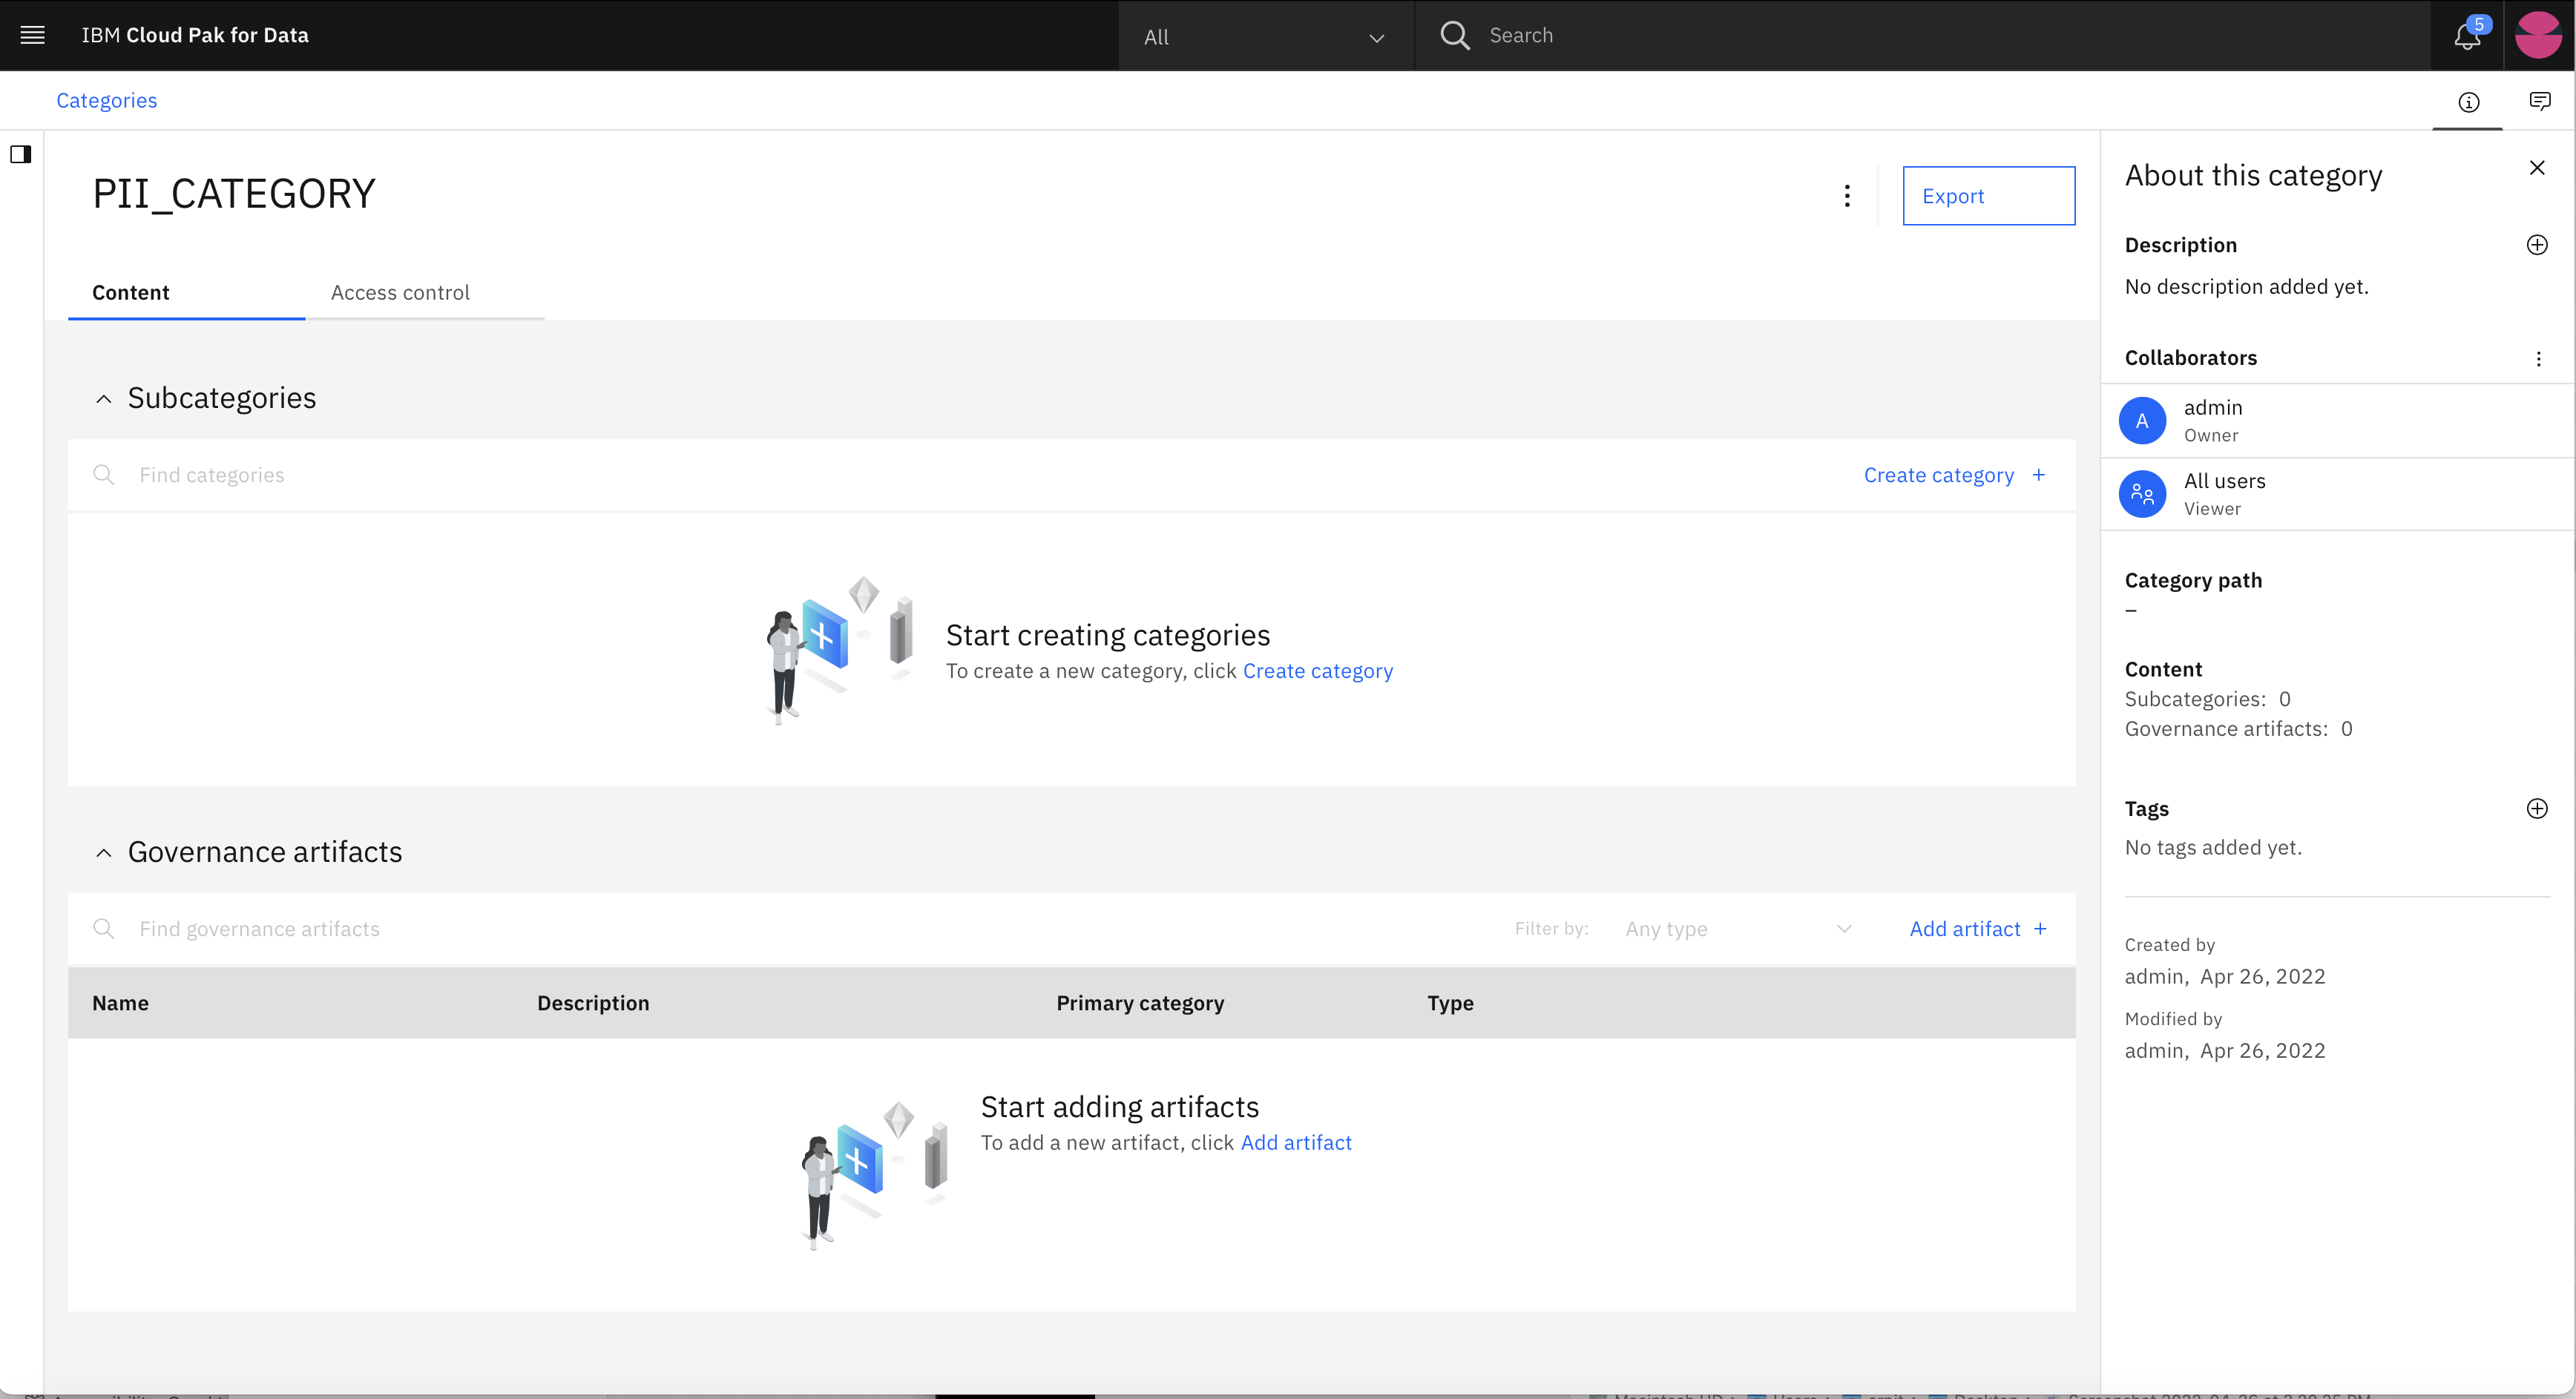 IBM Cloud Pak for Data
All
Search
5
Categories
PII_CATEGORY
Export
Content
Access control
Subcategories
Find categories
Create category +
Start creating categories
To create a new category, click Create category
Governance artifacts
Find governance artifacts
Filter by:
Any type
Add artifact +
Name
Description
Primary category
Type
Start adding artifacts
To add a new artifact, click Add artifact
About this category
Description
No description added yet.
Collaborators
A
admin
Owner
All users
Viewer
Category path
–
Content
Subcategories: 0
Governance artifacts: 0
Tags
No tags added yet.
Created by
admin, Apr 26, 2022
Modified by
admin, Apr 26, 2022